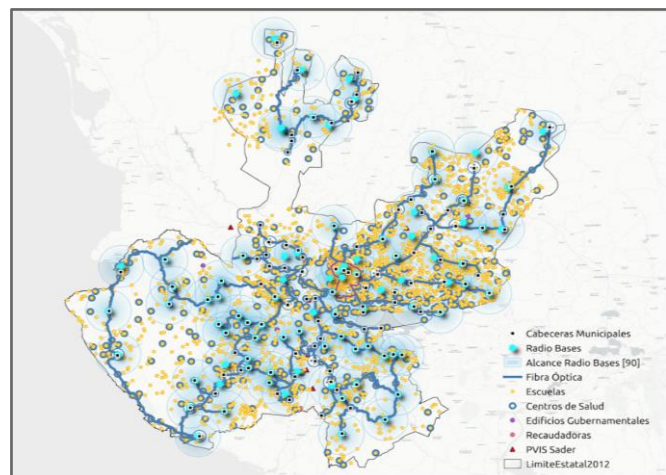 Cabeceras Municipales
Radio Bases
Alcance Radio Bases [90]
Fibra Óptica
Escuelas
Centros de Salud
Edificios Gubernamentales
Recaudadoras
PVIS Sader
LimiteEstatal2012